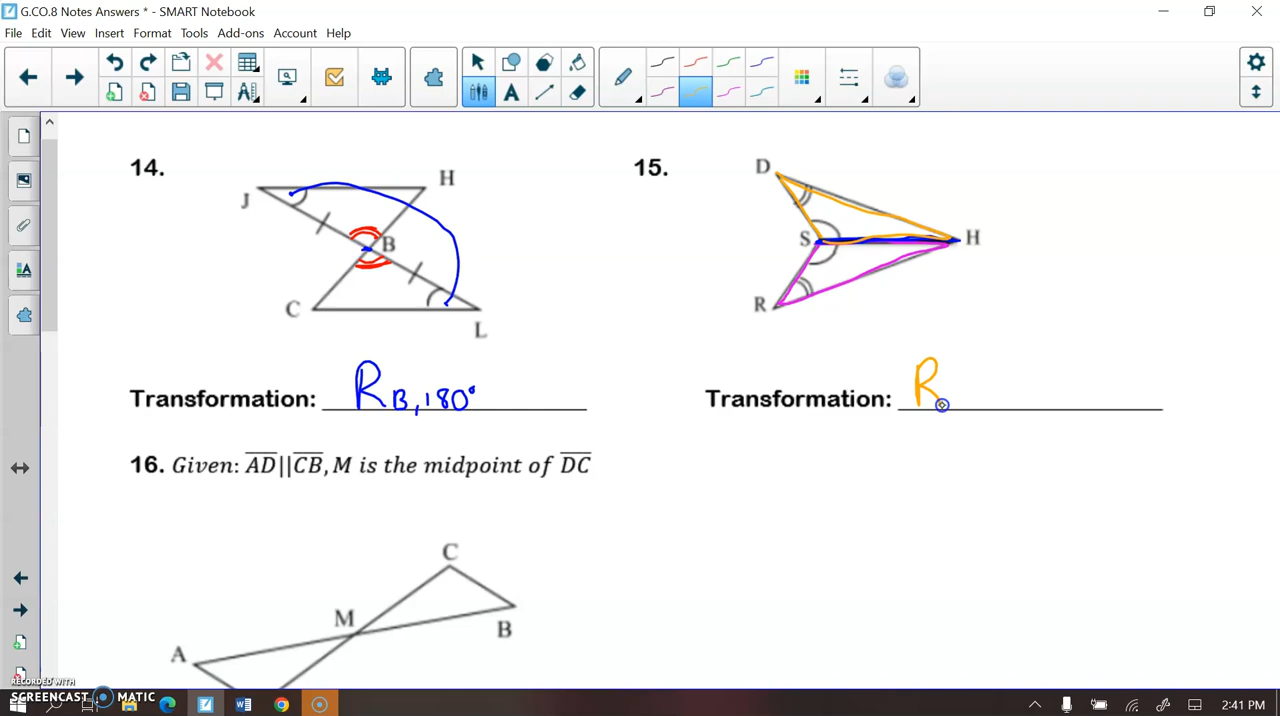 G.CO.8 Notes Answers * - SMART Notebook
File Edit View Insert Format Tools Add-ons Account Help
14.
H
J
B
C
L
15.
D
S
H
R
Transformation: R B, 180°
Transformation: R
16. Given: AD||CB, M is the midpoint of DC
C
M
B
A
RECORDED WITH
SCREENCAST MATIC
2:41 PM